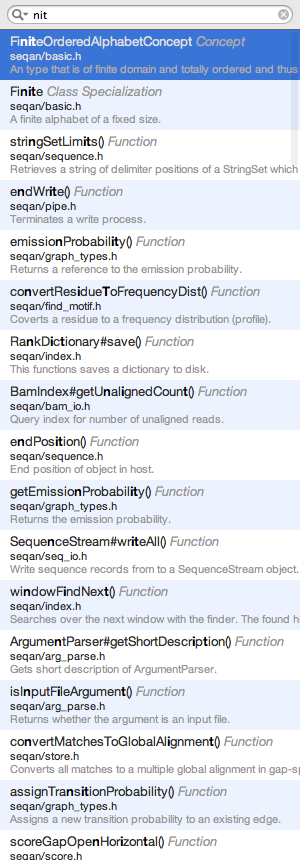 nit
FiniteOrderedAlphabetConcept Concept
seqan/basic.h
An type that is of finite domain and totally ordered and thus
Finite Class Specialization
seqan/basic.h
A finite alphabet of a fixed size.
stringSetLimits() Function
seqan/sequence.h
Retrieves a string of delimiter positions of a StringSet which
endWrite() Function
seqan/pipe.h
Terminates a write process.
emissionProbability() Function
seqan/graph_types.h
Returns a reference to the emission probability.
convertResidueToFrequencyDist() Function
seqan/find_motif.h
Coverts a residue to a frequency distribution (profile).
RankDictionary#save() Function
seqan/index.h
This functions saves a dictionary to disk.
BamIndex#getUnalignedCount() Function
seqan/bam_io.h
Query index for number of unaligned reads.
endPosition() Function
seqan/sequence.h
End position of object in host.
getEmissionProbability() Function
seqan/graph_types.h
Returns the emission probability.
SequenceStream#writeAll() Function
seqan/seq_io.h
Write sequence records from to a SequenceStream object.
windowFindNext() Function
seqan/index.h
Searches over the next window with the finder. The found hi
ArgumentParser#getShortDescription() Function
seqan/arg_parse.h
Gets short description of ArgumentParser.
isInputFileArgument() Function
seqan/arg_parse.h
Returns whether the argument is an input file.
convertMatchesToGlobalAlignment() Function
seqan/store.h
Converts all matches to a multiple global alignment in gap-sp
assignTransitionProbability() Function
seqan/graph_types.h
Assigns a new transition probability to an existing edge.
scoreGapOpenHorizontal() Function
seqan/score.h